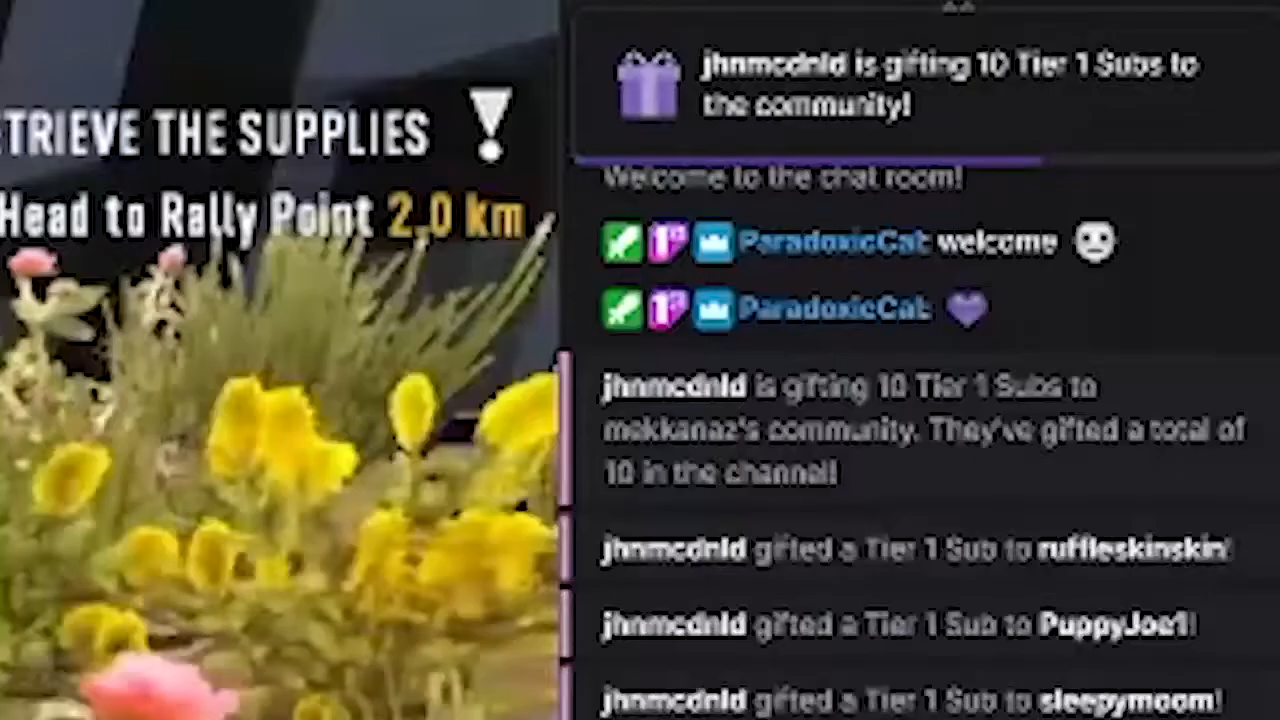 ETRIEVE THE SUPPLIES
Head to Rally Point 2.0 km
jhnmcdnld is gifting 10 Tier 1 Subs to
the community!
Welcome to the chat room!
ParadoxicCat: welcome
ParadoxicCat:
jhnmcdnld is gifting 10 Tier 1 Subs to
mekkanaz's community. They've gifted a total of
10 in the channel!
jhnmcdnld gifted a Tier 1 Sub to ruffleskinskin!
jhnmcdnld gifted a Tier 1 Sub to PuppyJoe1!
jhnmcdnld gifted a Tier 1 Sub to sleepymoom!